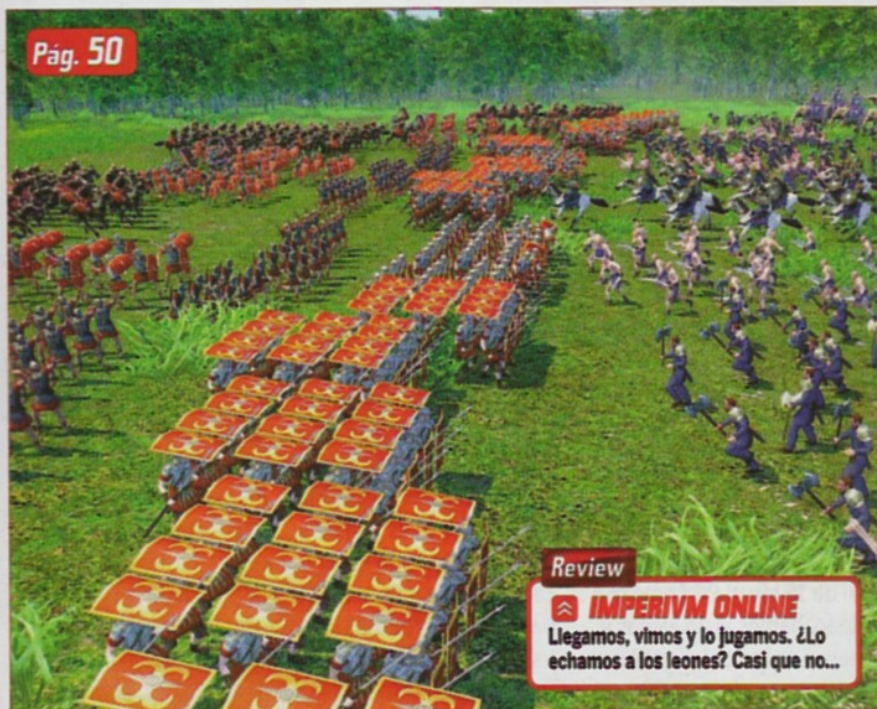 Pág. 50
Review
IMPERIVM ONLINE
Llegamos, vimos y lo jugamos. ¿Lo
echamos a los leones? Casi que no...